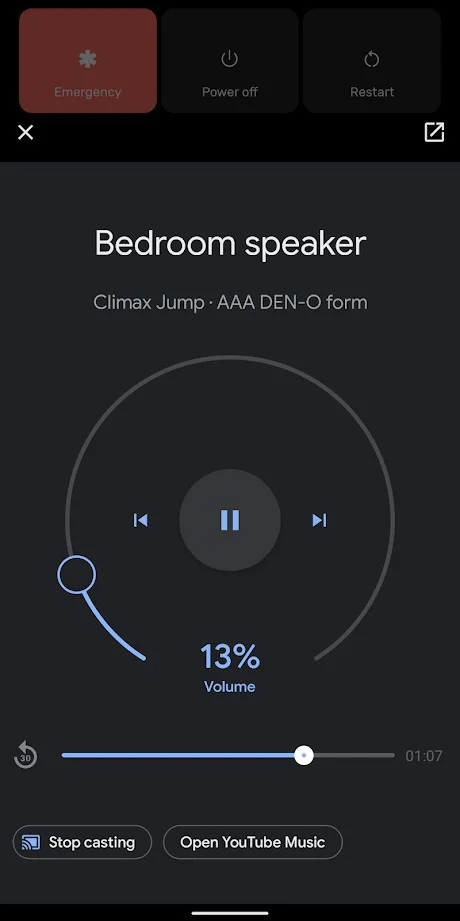 Emergency
Power off
Restart
Bedroom speaker
Climax Jump · AAA DEN-O form
13%
Volume
30
01:07
Stop casting
Open YouTube Music